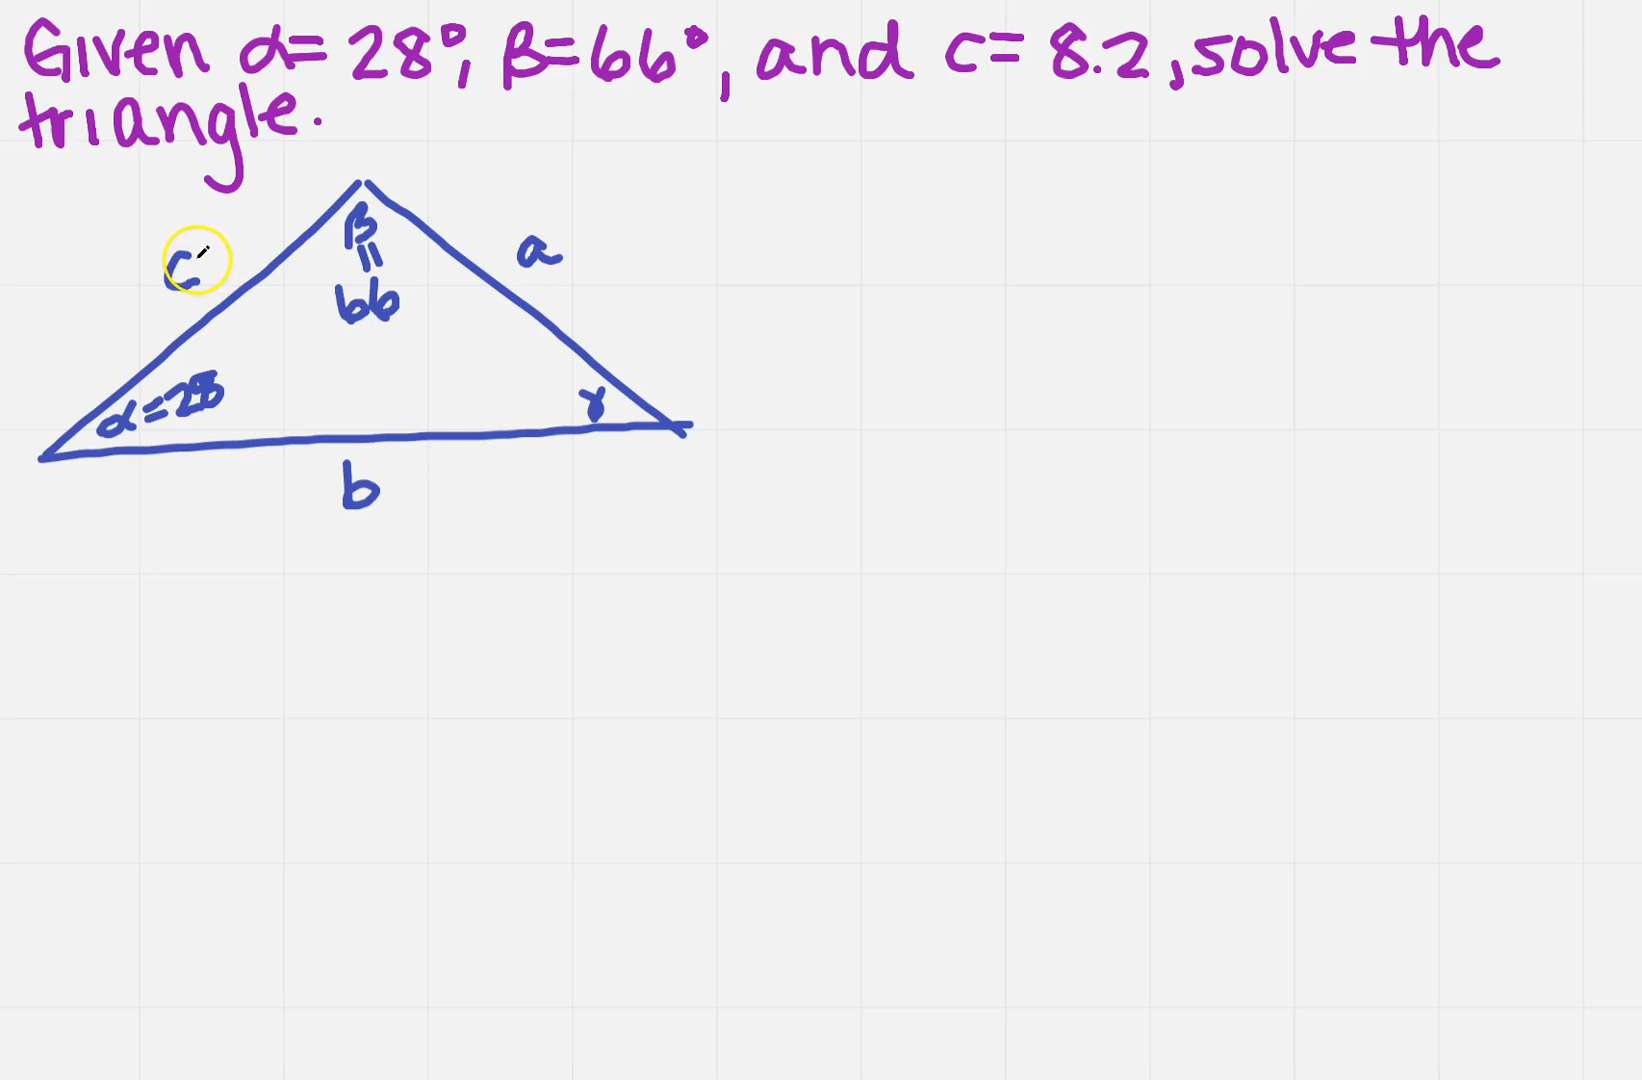 Given α= 28°, β=66°, and c= 8.2, solve the
triangle.
β
=
66
c
a
α=28
γ
b